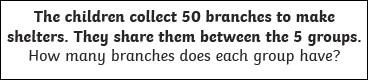 The children collect 50 branches to make
shelters. They share them between the 5 groups.
How many branches does each group have?